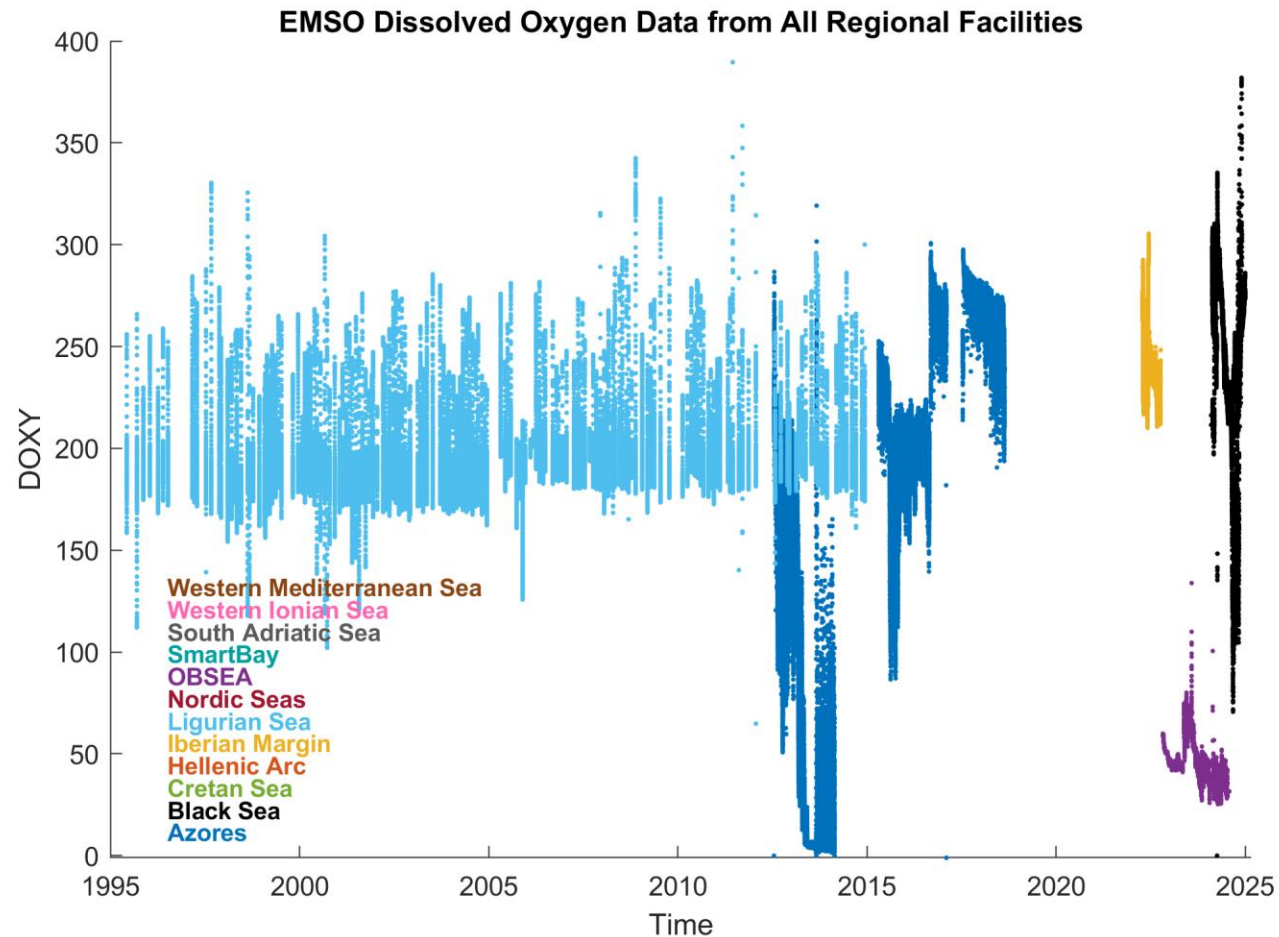 EMSO Dissolved Oxygen Data from All Regional Facilities
400
350
300
250
200
150
100
50
0
DOXY
Western Mediterranean Sea
Western Ionian Sea
South Adriatic Sea
SmartBay
OBSEA
Nordic Seas
Ligurian Sea
Iberian Margin
Hellenic Arc
Cretan Sea
Black Sea
Azores
1995 2000 2005 2010 2015 2020 2025
Time